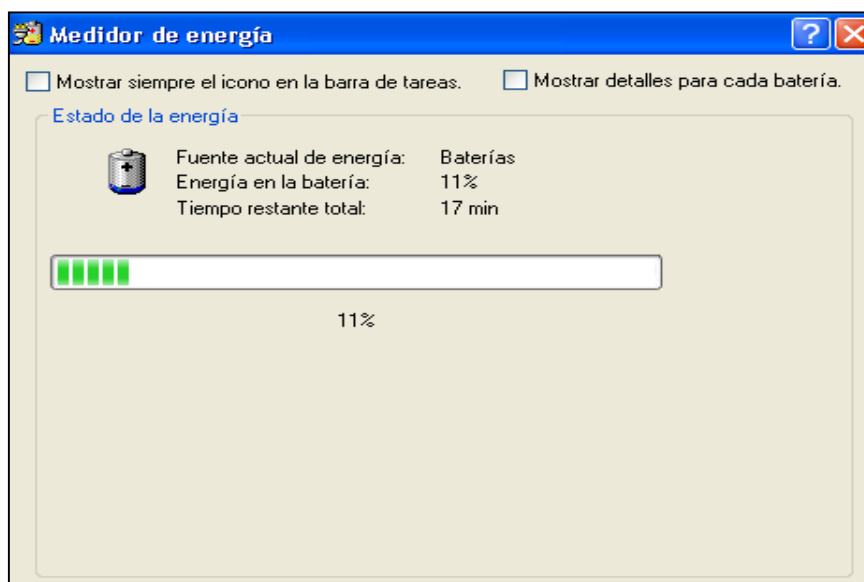 Medidor de energía
Mostrar siempre el icono en la barra de tareas.
Mostrar detalles para cada batería.
Estado de la energía
Fuente actual de energía: Baterías
Energía en la batería: 11%
Tiempo restante total: 17 min
11%